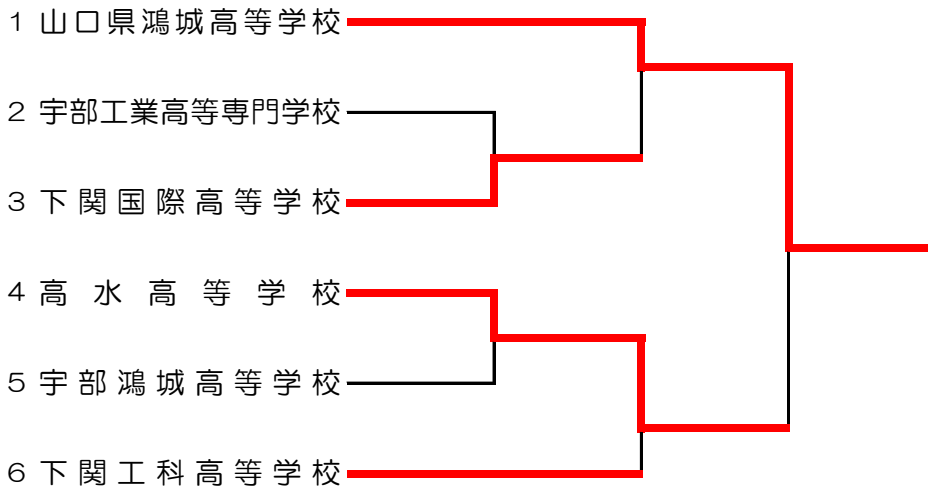 1 山口県鴻城高等学校
2 宇部工業高等専門学校
3 下関国際高等学校
4 高水高等学校
5 宇部鴻城高等学校
6 下関工科高等学校